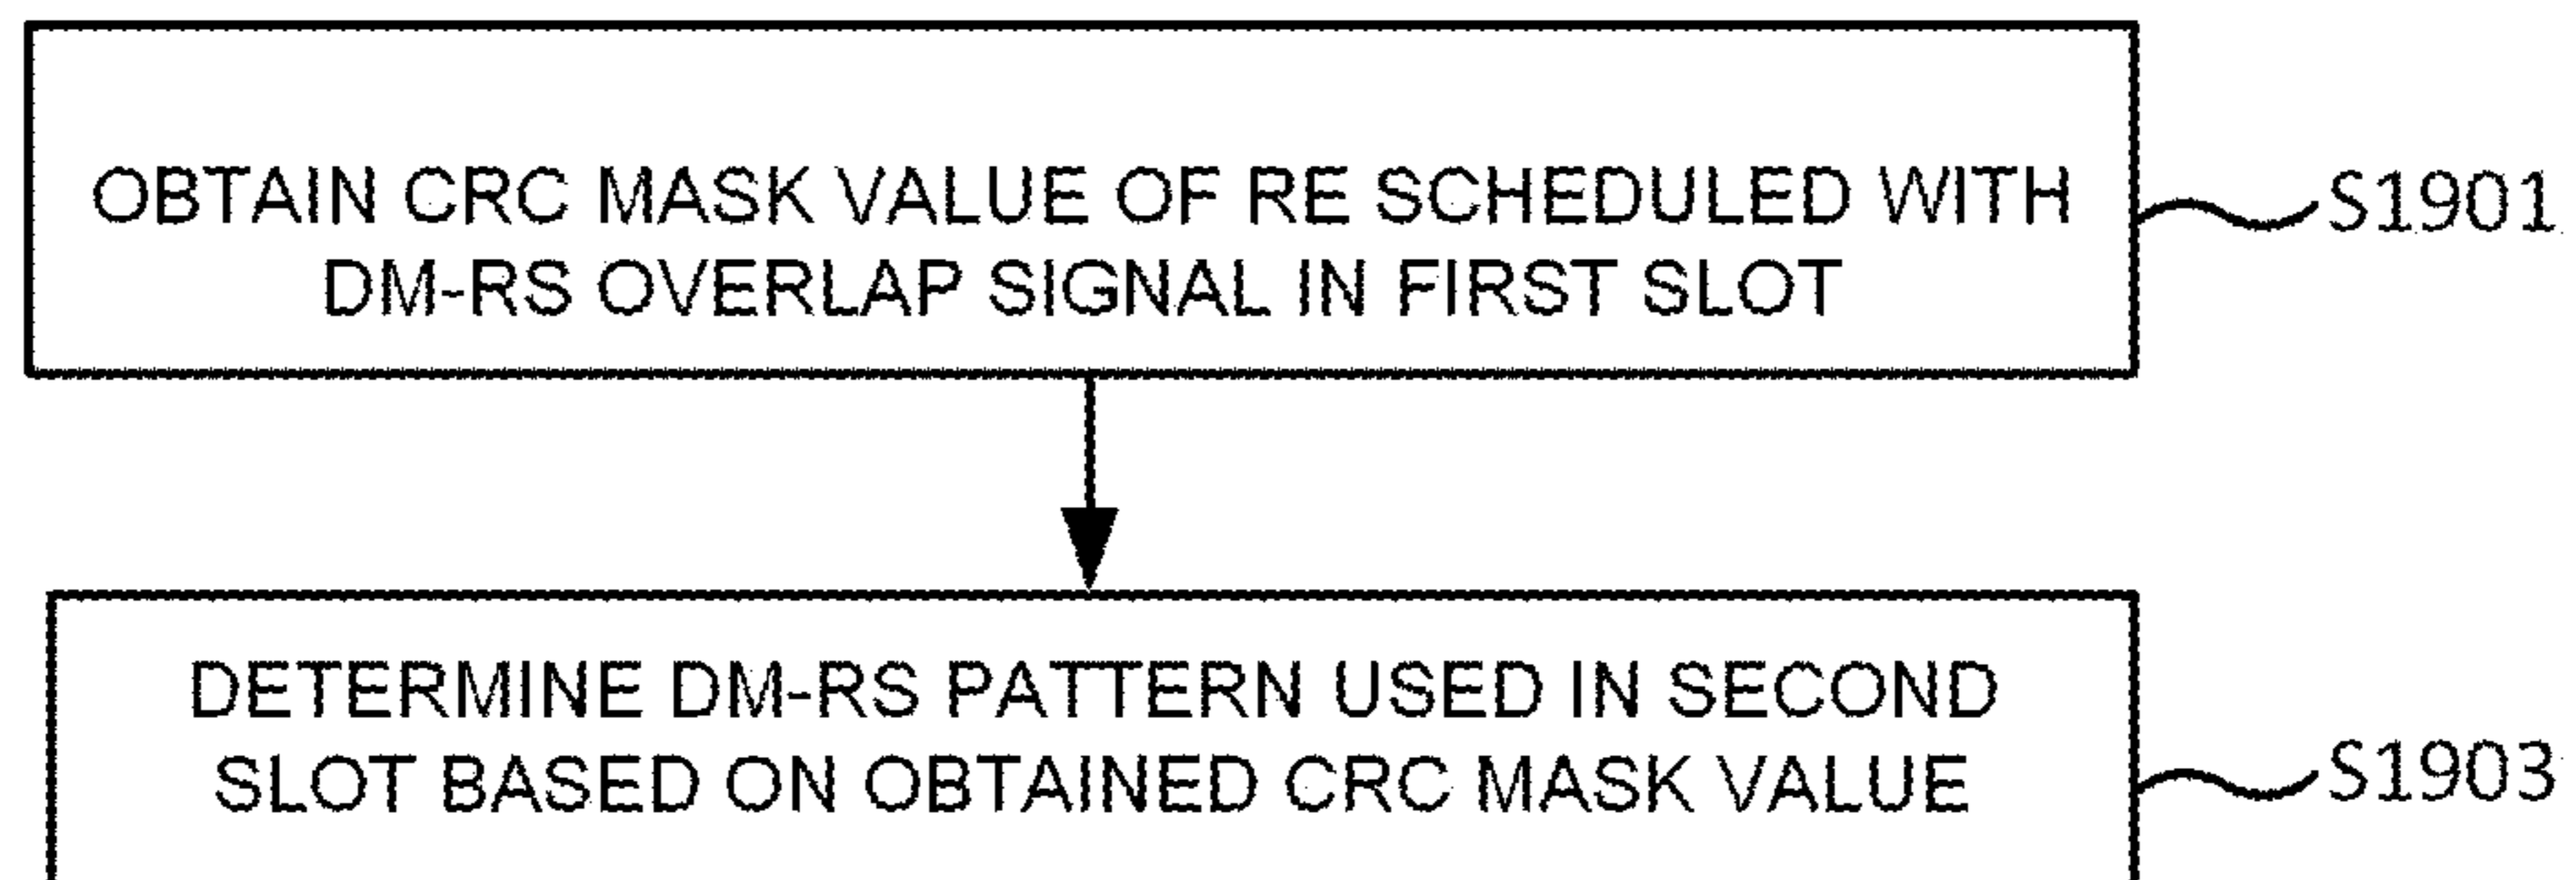 OBTAIN CRC MASK VALUE OF RE SCHEDULED WITH
DM-RS OVERLAP SIGNAL IN FIRST SLOT
S1901
DETERMINE DM-RS PATTERN USED IN SECOND
SLOT BASED ON OBTAINED CRC MASK VALUE
S1903